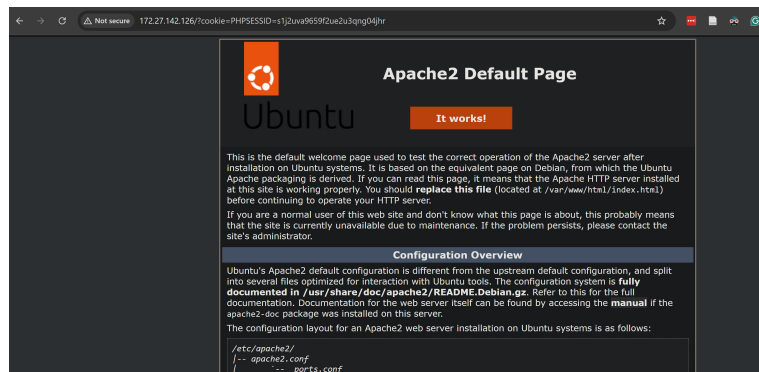 Not secure 172.27.142.126/?cookie=PHPSESSID=s1j2uva9659f2ue2u3qng04jhr
Apache2 Default Page
Ubuntu
It works!
This is the default welcome page used to test the correct operation of the Apache2 server after
installation on Ubuntu systems. It is based on the equivalent page on Debian, from which the Ubuntu
Apache packaging is derived. If you can read this page, it means that the Apache HTTP server installed
at this site is working properly. You should replace this file (located at /var/www/html/index.html)
before continuing to operate your HTTP server.
If you are a normal user of this web site and don't know what this page is about, this probably means
that the site is currently unavailable due to maintenance. If the problem persists, please contact the
site's administrator.
Configuration Overview
Ubuntu's Apache2 default configuration is different from the upstream default configuration, and split
into several files optimized for interaction with Ubuntu tools. The configuration system is fully
documented in /usr/share/doc/apache2/README.Debian.gz. Refer to this for the full
documentation. Documentation for the web server itself can be found by accessing the manual if the
apache2-doc package was installed on this server.
The configuration layout for an Apache2 web server installation on Ubuntu systems is as follows:
/etc/apache2/
|-- apache2.conf
|       `--  ports.conf